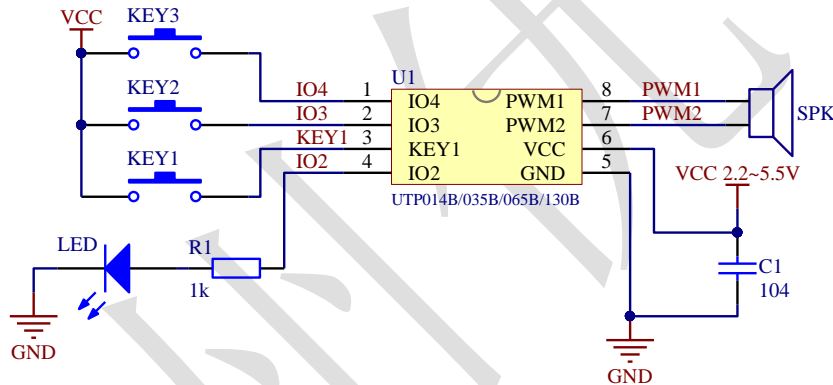 KEY3
VCC
KEY2
KEY1
IO4 1
IO3 2
KEY1 3
IO2 4
U1
IO4 PWM1
IO3 PWM2
KEY1 VCC
IO2 GND
UTP014B/035B/065B/130B
8 PWM1
7 PWM2
6
5
SPK
VCC 2.2~5.5V
LED
R1
1k
C1
104
GND
GND